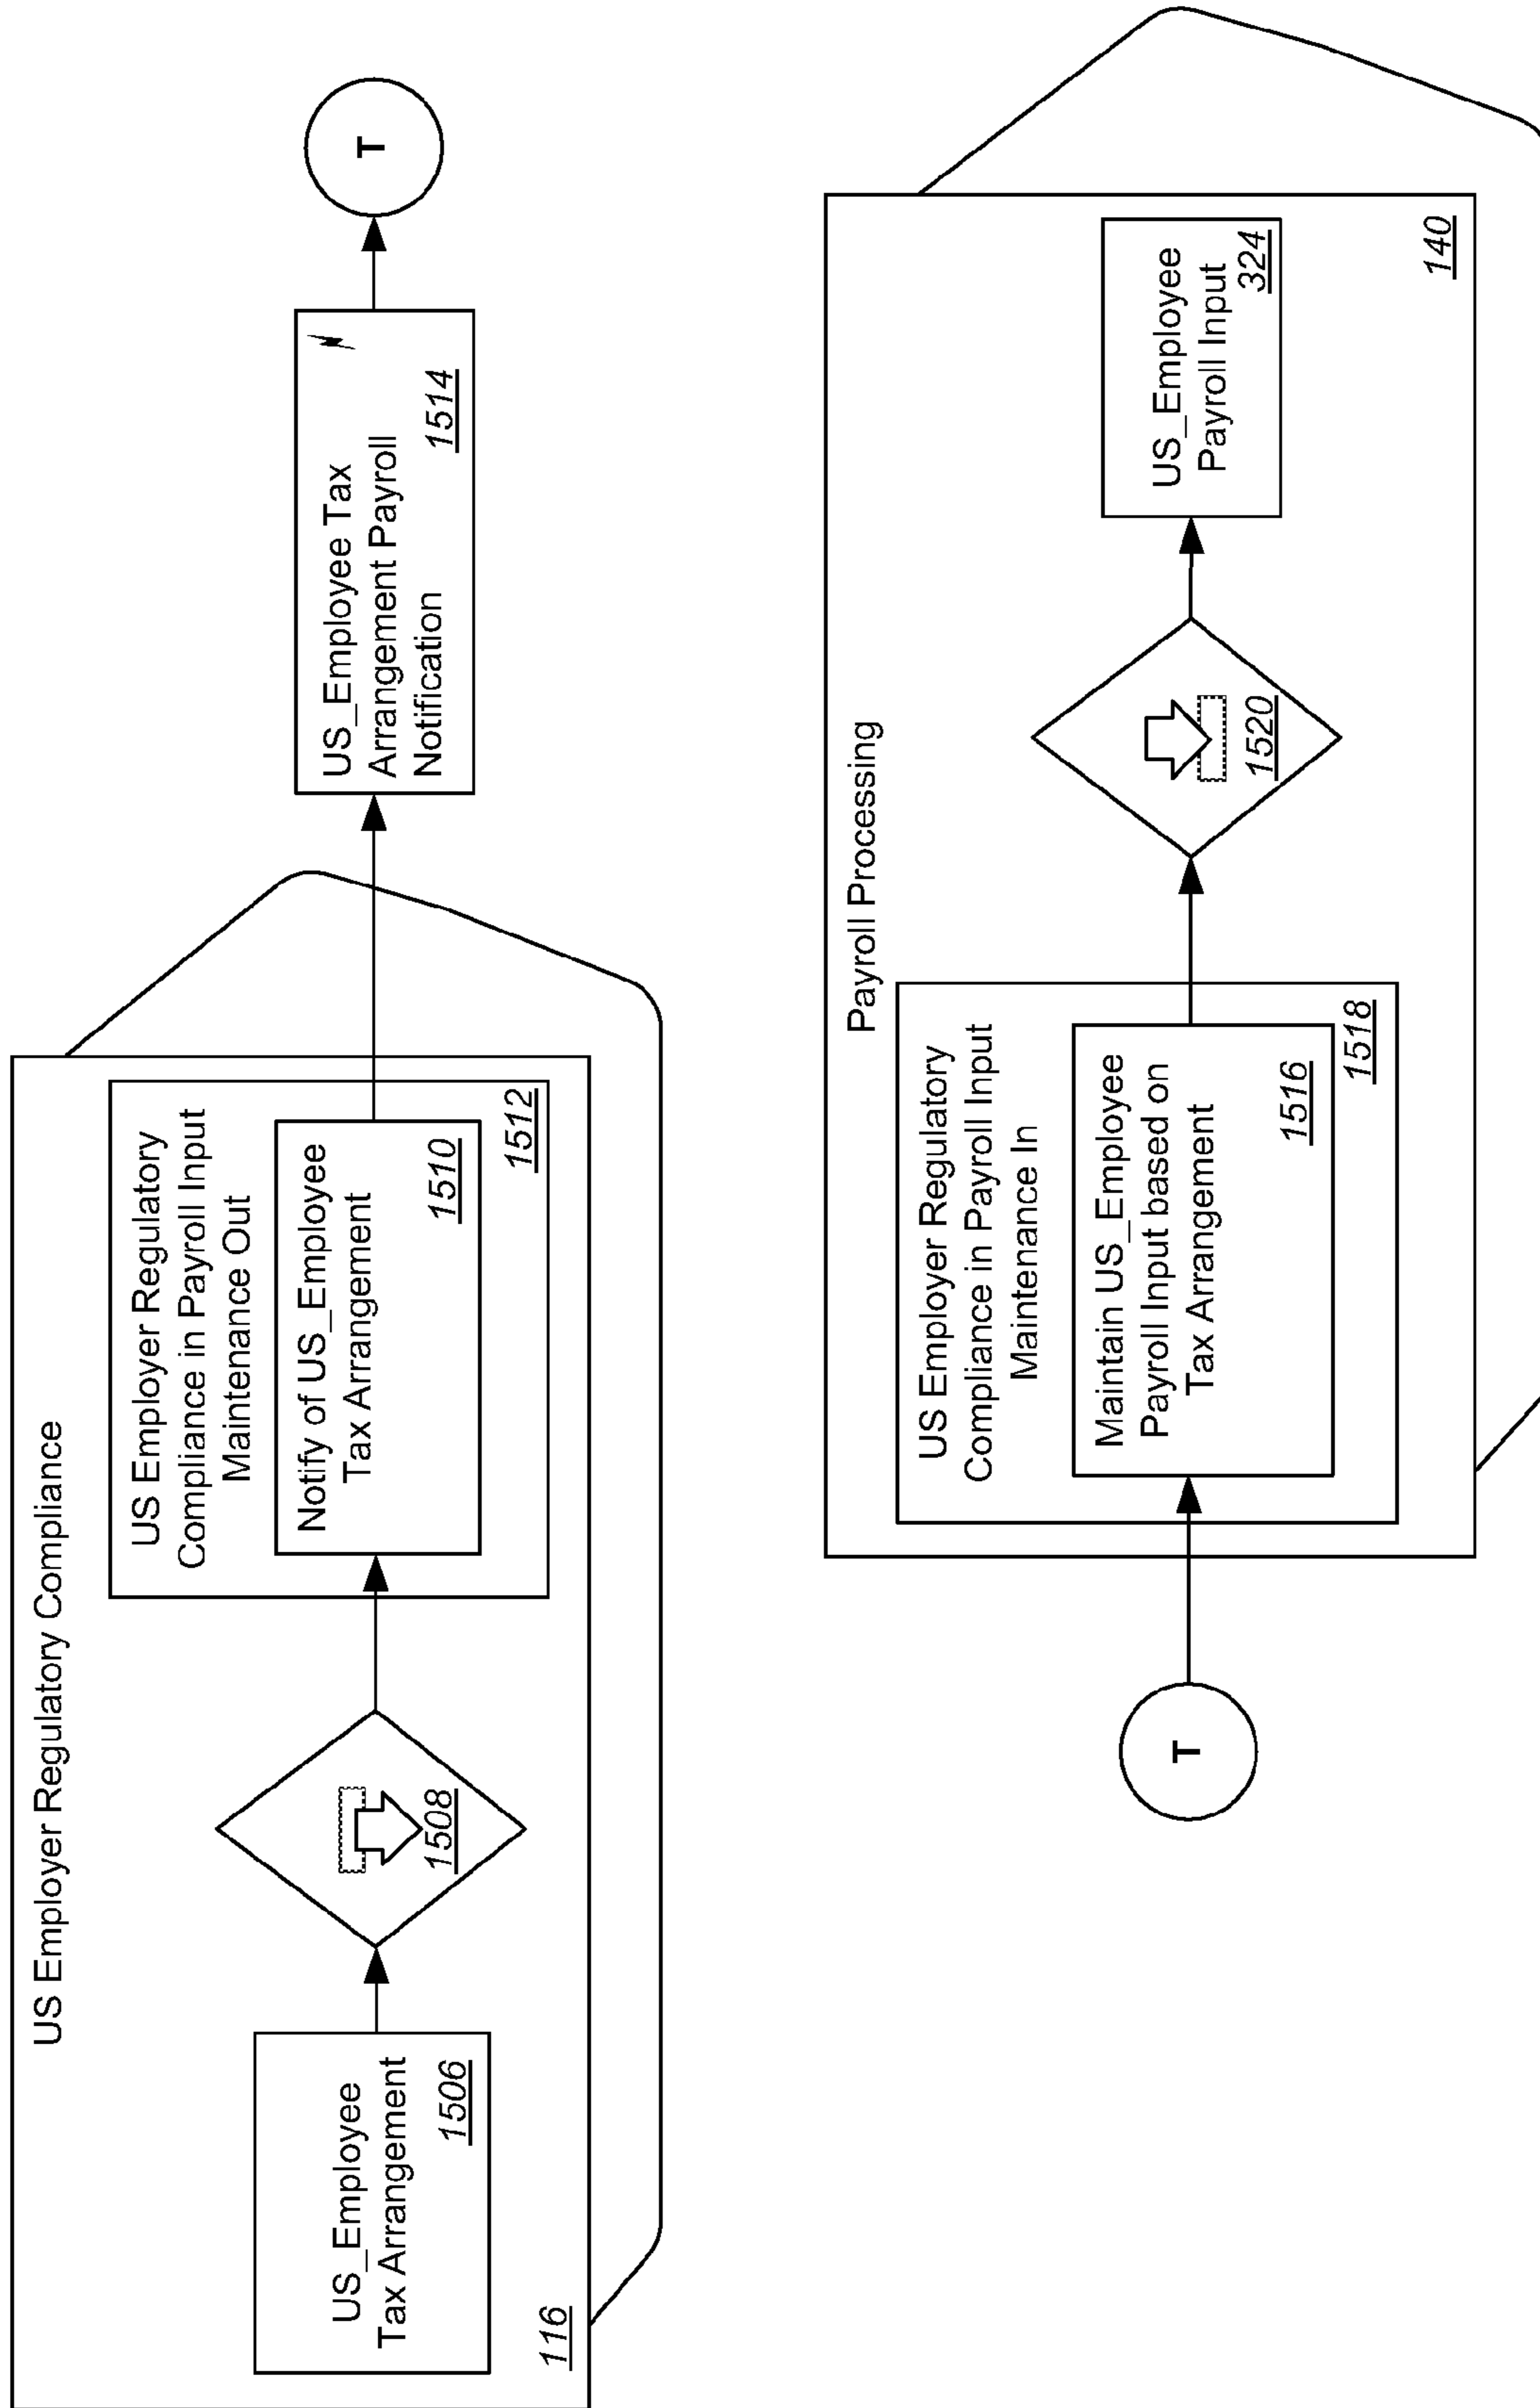 US Employer Regulatory Compliance
US_Employee
Tax Arrangement
1506
116
1508
US Employer Regulatory
Compliance in Payroll Input
Maintenance Out
Notify of US_Employee
Tax Arrangement
1510
1512
US_Employee Tax
Arrangement Payroll
Notification
1514
T
T
Payroll Processing
US Employer Regulatory
Compliance in Payroll Input
Maintenance In
Maintain US_Employee
Payroll Input based on
Tax Arrangement
1516
1518
1520
US_Employee
Payroll Input
324
140